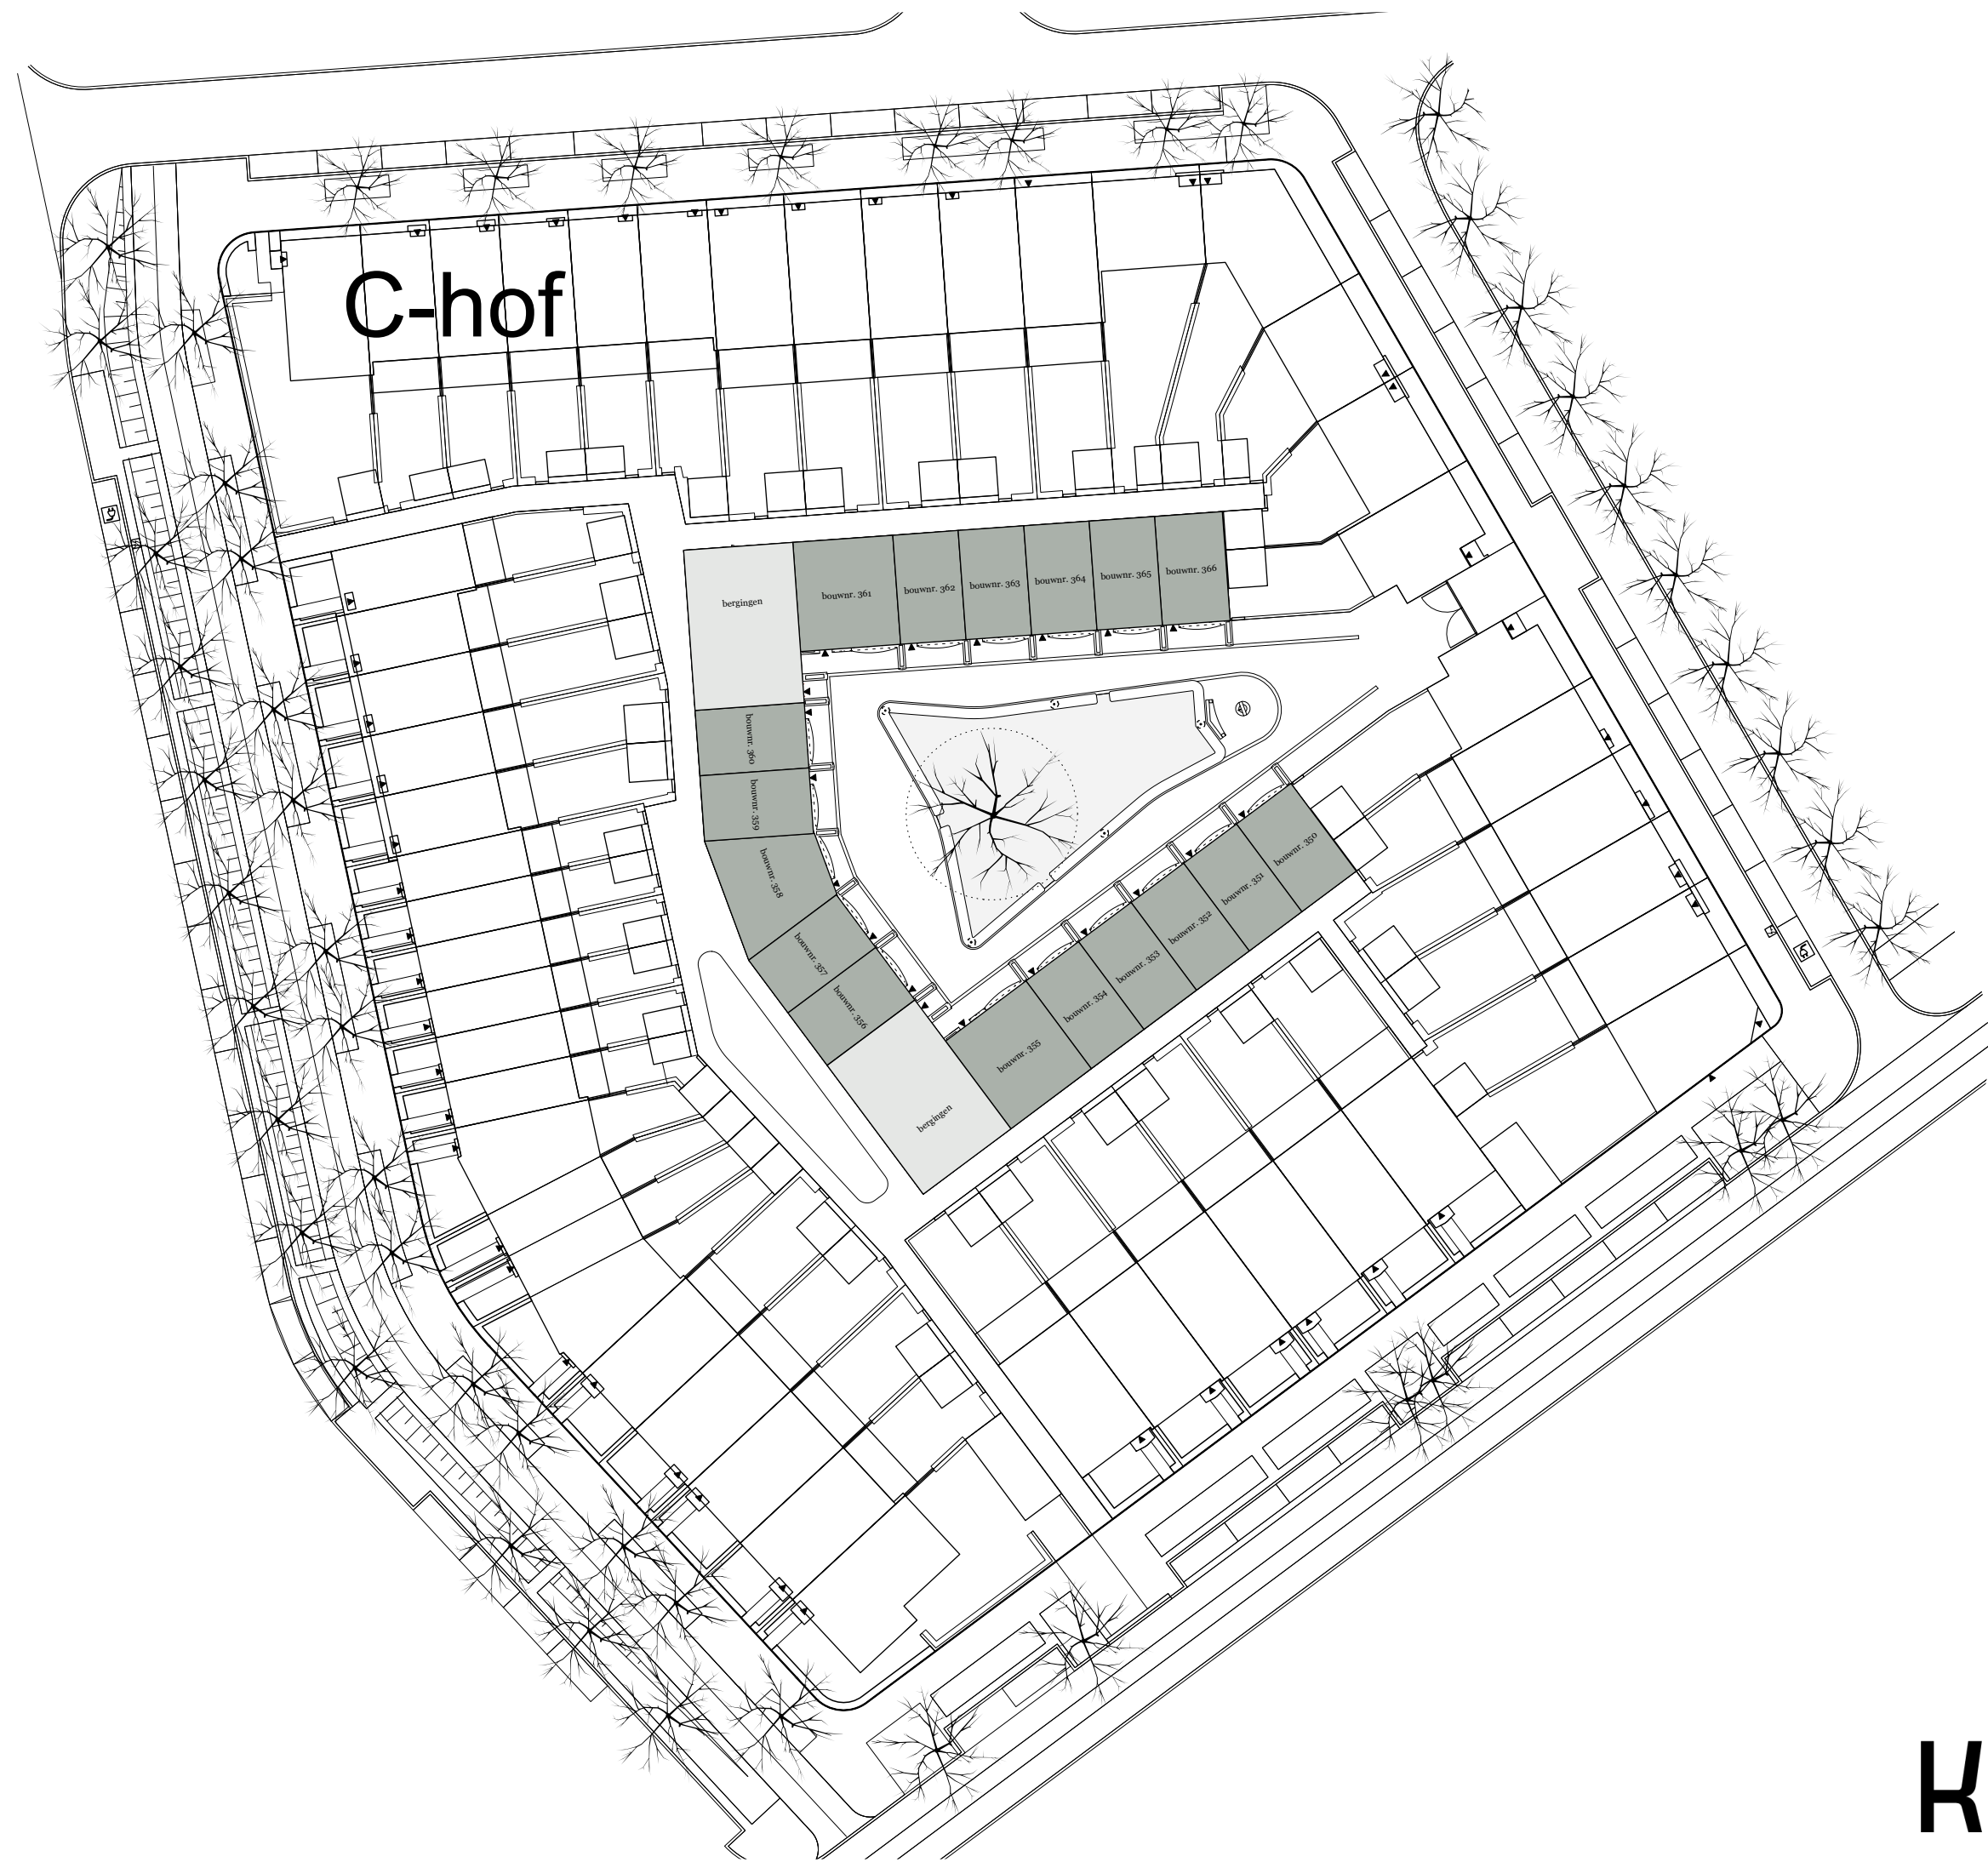 C-hof
bergingen
bouwnr. 361
bouwnr. 362
bouwnr. 363
bouwnr. 364
bouwnr. 365
bouwnr. 366
bouwnr. 360
bouwnr. 359
bouwnr. 358
bouwnr. 357
bouwnr. 356
bergingen
bouwnr. 355
bouwnr. 354
bouwnr. 353
bouwnr. 352
bouwnr. 351
bouwnr. 350
K